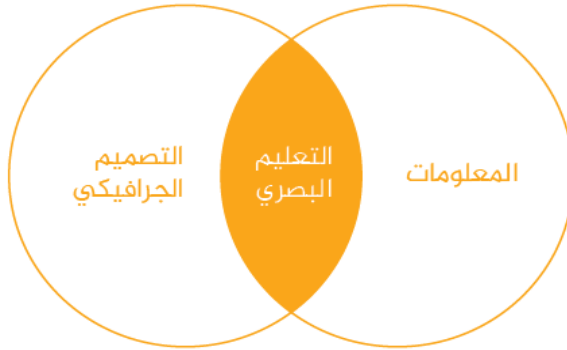 المعلومات
التعليم
البصري
التصميم
الجرافيكي